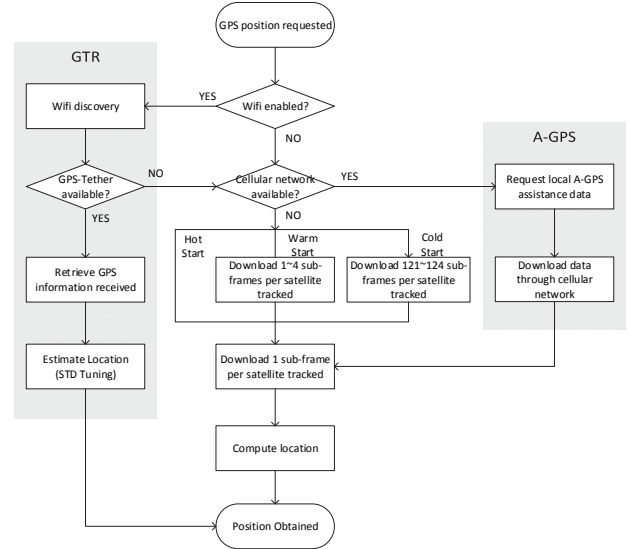 GPS position requested
GTR
YES
Wifi discovery
Wifi enabled?
NO
A-GPS
GPS-Tether
available?
NO
Cellular network
available?
YES
Request local A-GPS
assistance data
YES
NO
Hot
Start
Warm
Start
Cold
Start
Retrieve GPS
information received
Download 1~4 sub-
frames per satellite
tracked
Download 121~124 sub-
frames per satellite
tracked
Download data
through cellular
network
Estimate Location
(STD Tuning)
Download 1 sub-frame
per satellite tracked
Compute location
Position Obtained